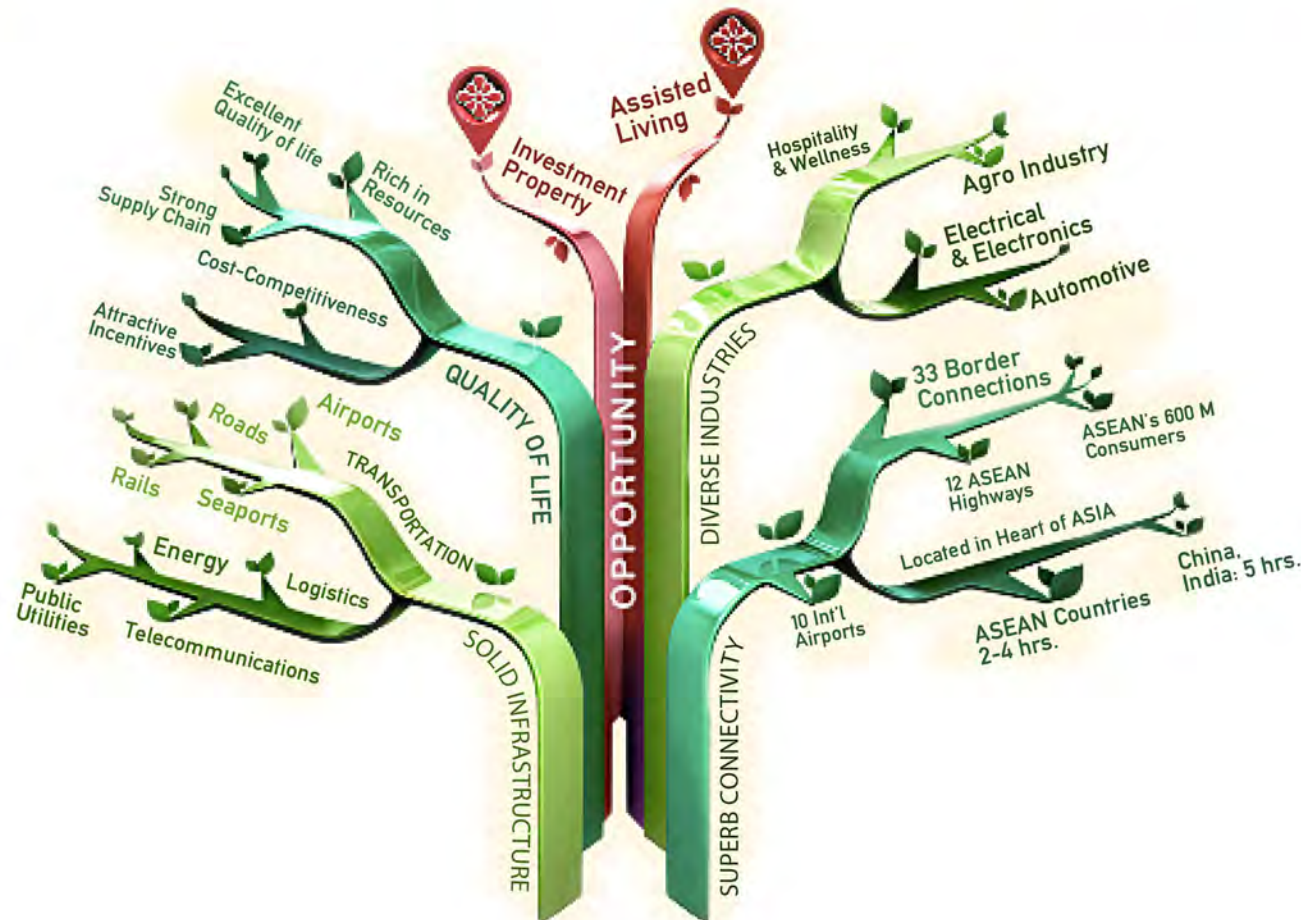 Assisted
Living
Investment
Property
OPPORTUNITY
Excellent
Quality of life
Rich in
Resources
Strong
Supply Chain
Cost-Competitiveness
Attractive
Incentives
QUALITY OF LIFE
Airports
Roads
TRANSPORTATION
Rails
Seaports
Energy
Logistics
Public
Utilities
Telecommunications
SOLID INFRASTRUCTURE
Hospitality
& Wellness
Agro Industry
Electrical
& Electronics
Automotive
DIVERSE INDUSTRIES
33 Border
Connections
ASEAN's 600 M
Consumers
12 ASEAN
Highways
Located in Heart of ASIA
China,
India: 5 hrs.
10 Int'l
Airports
ASEAN Countries
2-4 hrs.
SUPERB CONNECTIVITY